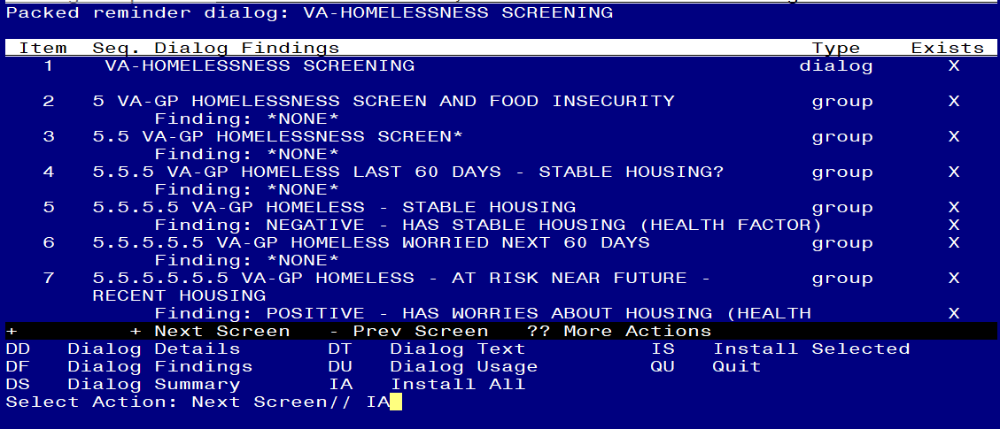 Packed reminder dialog: VA-HOMELESSNESS SCREENING
Item Seq. Dialog Findings Type Exists
1 VA-HOMELESSNESS SCREENING dialog X
2 5 VA-GP HOMELESSNESS SCREEN AND FOOD INSECURITY group X
Finding: *NONE*
3 5.5 VA-GP HOMELESSNESS SCREEN* group X
Finding: *NONE*
4 5.5.5 VA-GP HOMELESS LAST 60 DAYS - STABLE HOUSING? group X
Finding: *NONE*
5 5.5.5.5 VA-GP HOMELESS - STABLE HOUSING group X
Finding: NEGATIVE - HAS STABLE HOUSING (HEALTH FACTOR) X
6 5.5.5.5.5 VA-GP HOMELESS WORRIED NEXT 60 DAYS group X
Finding: *NONE*
7 5.5.5.5.5.5 VA-GP HOMELESS - AT RISK NEAR FUTURE - group X
RECENT HOUSING
Finding: POSITIVE - HAS WORRIES ABOUT HOUSING (HEALTH X
+ + Next Screen - Prev Screen ?? More Actions
DD Dialog Details DT Dialog Text IS Install Selected
DF Dialog Findings DU Dialog Usage QU Quit
DS Dialog Summary IA Install All
Select Action: Next Screen// IA